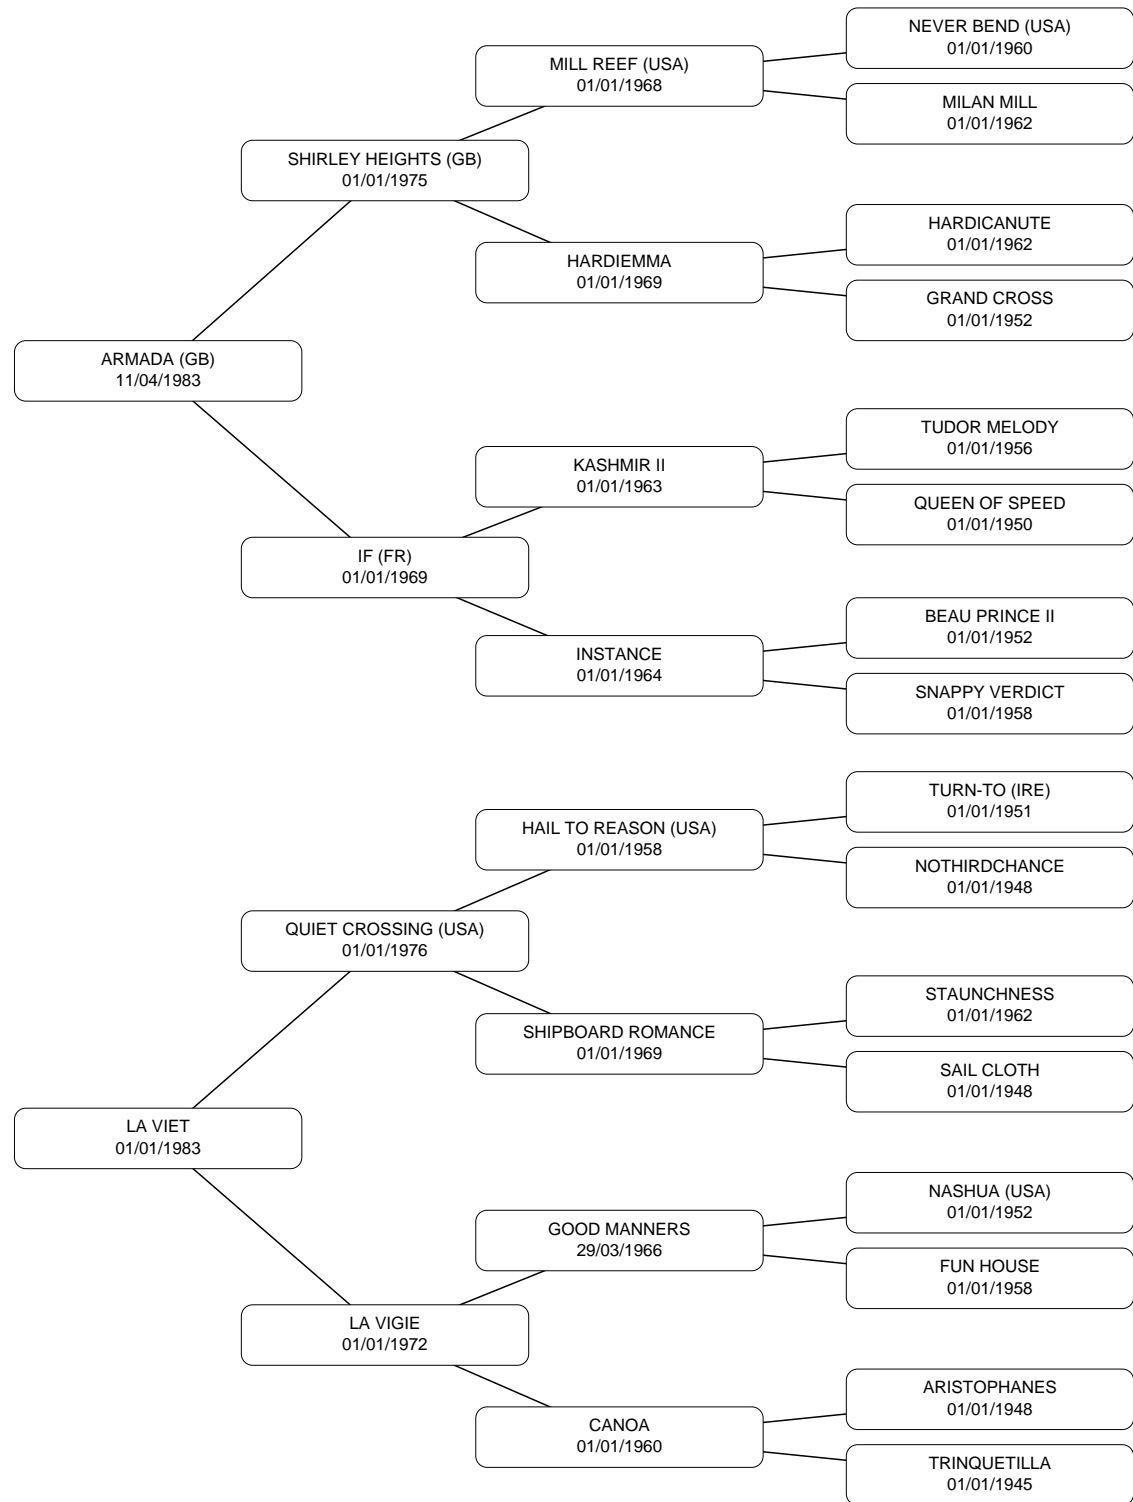 NEVER BEND (USA)
01/01/1960
MILL REEF (USA)
01/01/1968
MILAN MILL
01/01/1962
SHIRLEY HEIGHTS (GB)
01/01/1975
HARDICANUTE
01/01/1962
HARDIEMMA
01/01/1969
GRAND CROSS
01/01/1952
ARMADA (GB)
11/04/1983
TUDOR MELODY
01/01/1956
KASHMIR II
01/01/1963
QUEEN OF SPEED
01/01/1950
IF (FR)
01/01/1969
BEAU PRINCE II
01/01/1952
INSTANCE
01/01/1964
SNAPPY VERDICT
01/01/1958
TURN-TO (IRE)
01/01/1951
HAIL TO REASON (USA)
01/01/1958
NOTHIRDCHANCE
01/01/1948
QUIET CROSSING (USA)
01/01/1976
STAUNCHNESS
01/01/1962
SHIPBOARD ROMANCE
01/01/1969
SAIL CLOTH
01/01/1948
LA VIET
01/01/1983
NASHUA (USA)
01/01/1952
GOOD MANNERS
29/03/1966
FUN HOUSE
01/01/1958
LA VIGIE
01/01/1972
ARISTOPHANES
01/01/1948
CANOA
01/01/1960
TRINQUETILLA
01/01/1945